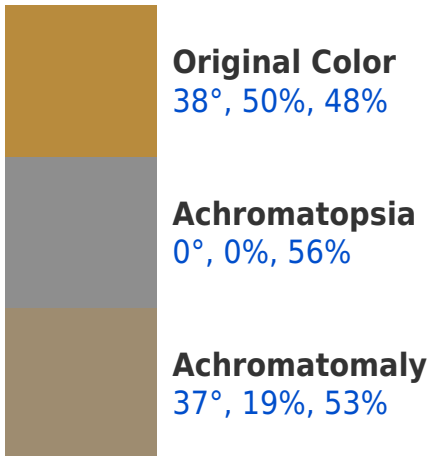 Original Color
38°, 50%, 48%
Achromatopsia
0°, 0%, 56%
Achromatomaly
37°, 19%, 53%